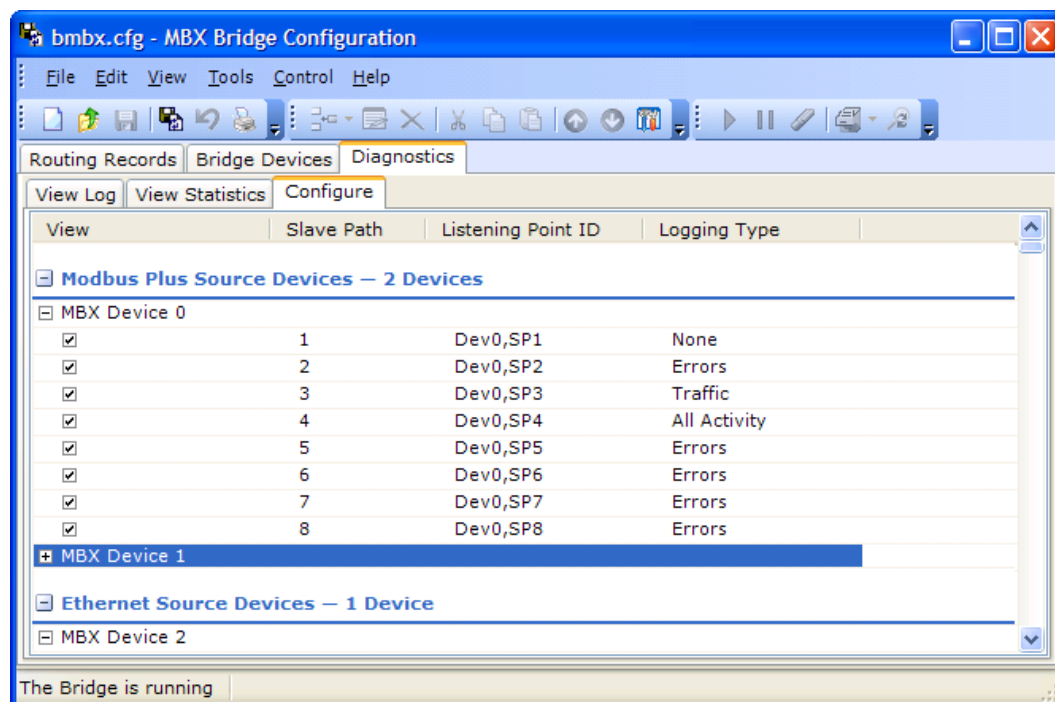 bmbx.cfg - MBX Bridge Configuration
File Edit View Tools Control Help
Routing Records Bridge Devices Diagnostics
View Log View Statistics Configure
View Slave Path Listening Point ID Logging Type
Modbus Plus Source Devices — 2 Devices
MBX Device 0
1 Dev0,SP1 None
2 Dev0,SP2 Errors
3 Dev0,SP3 Traffic
4 Dev0,SP4 All Activity
5 Dev0,SP5 Errors
6 Dev0,SP6 Errors
7 Dev0,SP7 Errors
8 Dev0,SP8 Errors
MBX Device 1
Ethernet Source Devices — 1 Device
MBX Device 2
The Bridge is running